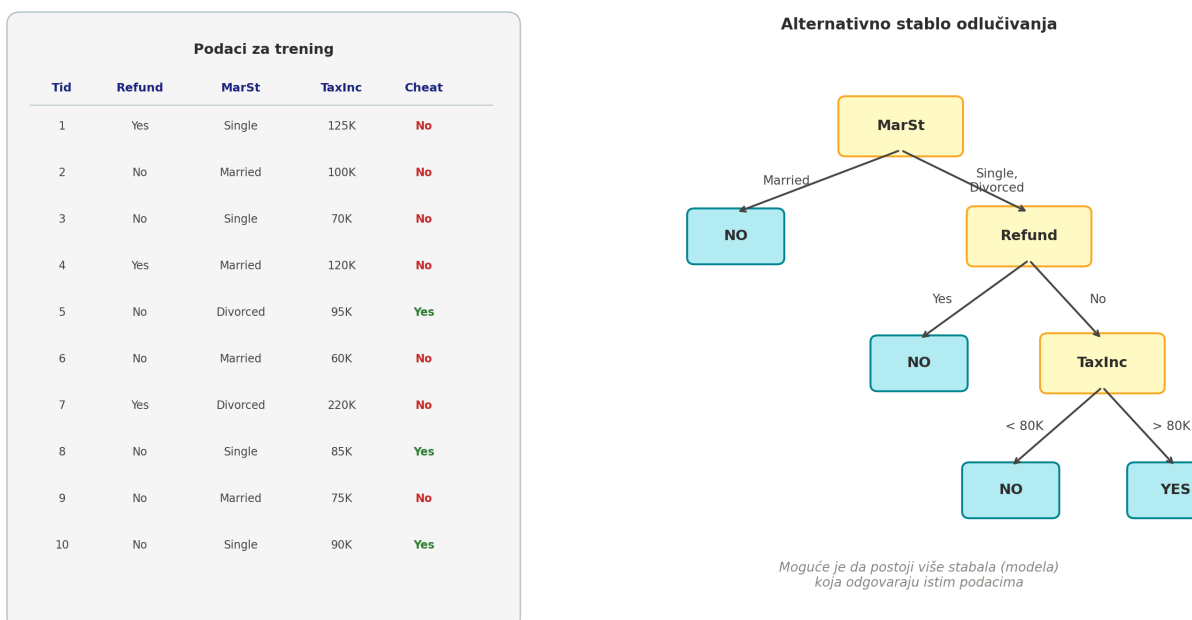 Podaci za trening
Tid Refund MarSt TaxInc Cheat
1 Yes Single 125K No
2 No Married 100K No
3 No Single 70K No
4 Yes Married 120K No
5 No Divorced 95K Yes
6 No Married 60K No
7 Yes Divorced 220K No
8 No Single 85K Yes
9 No Married 75K No
10 No Single 90K Yes
Alternativno stablo odlučivanja
MarSt
Married
Single,
Divorced
NO
Refund
Yes
No
NO
TaxInc
< 80K
> 80K
NO
YES
Moguće je da postoji više stabala (modela)
koja odgovaraju istim podacima